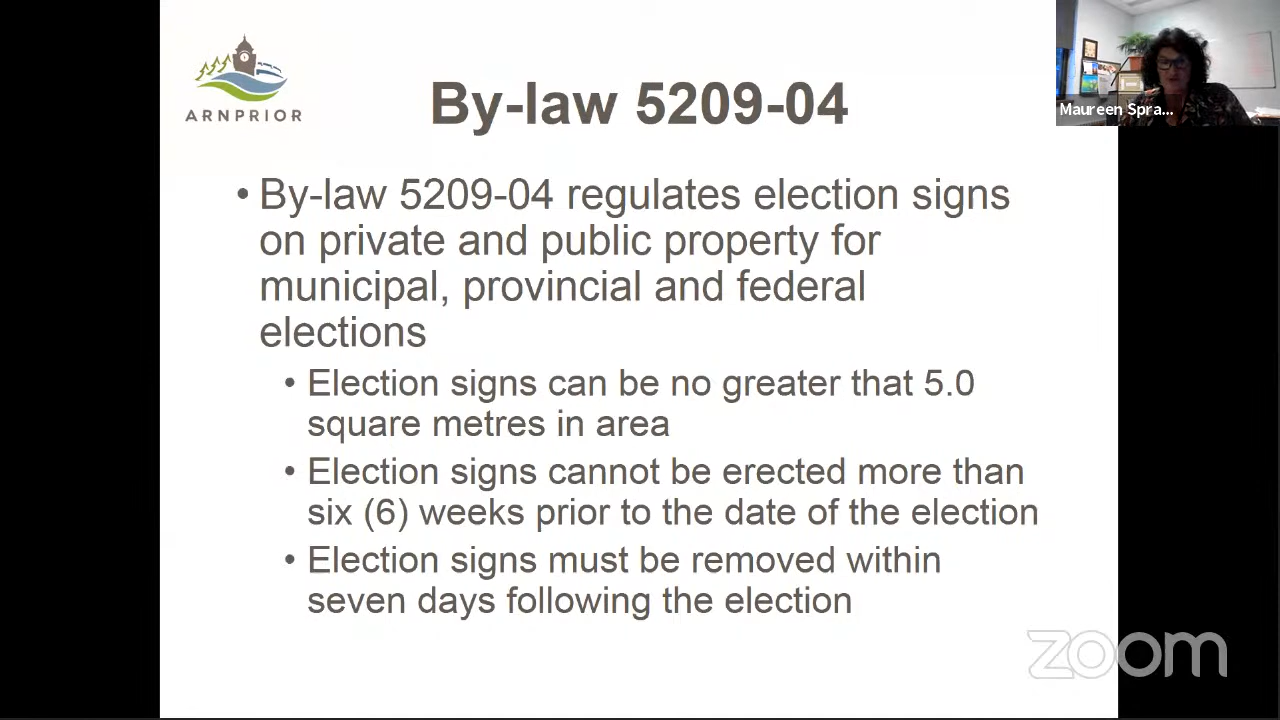 ARNPRIOR
By-law 5209-04
Maureen Spra...
• By-law 5209-04 regulates election signs
on private and public property for
municipal, provincial and federal
elections
• Election signs can be no greater that 5.0
square metres in area
• Election signs cannot be erected more than
six (6) weeks prior to the date of the election
• Election signs must be removed within
seven days following the election
zoom